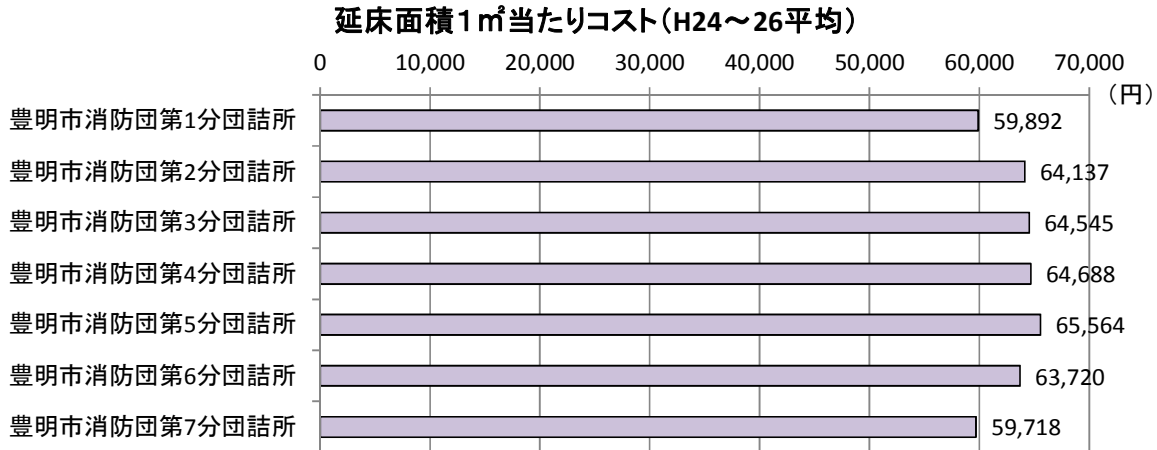 延床面積1㎡当たりコスト(H24～26平均)
0 10,000 20,000 30,000 40,000 50,000 60,000 70,000
(円)
豊明市消防団第1分団詰所 59,892
豊明市消防団第2分団詰所 64,137
豊明市消防団第3分団詰所 64,545
豊明市消防団第4分団詰所 64,688
豊明市消防団第5分団詰所 65,564
豊明市消防団第6分団詰所 63,720
豊明市消防団第7分団詰所 59,718